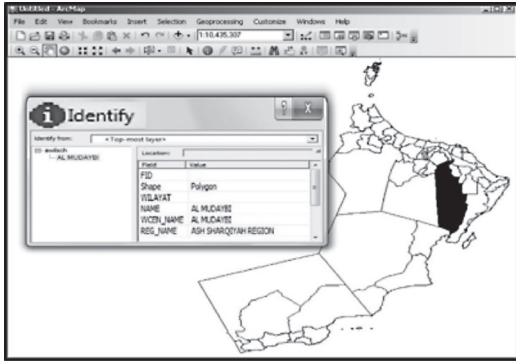 Untitled - ArcMap
File Edit View Bookmarks Insert Selection Geoprocessing Customize Windows Help
1:10,435,307
Identify
Identify from: <Top-most layer>
AL MUDAYBI
Location:
Field Value
FID
Shape Polygon
WILAYAT
NAME AL MUDAYBI
WCEN_NAME AL MUDAYBI
REG_NAME ASH SHARQIYAH REGION